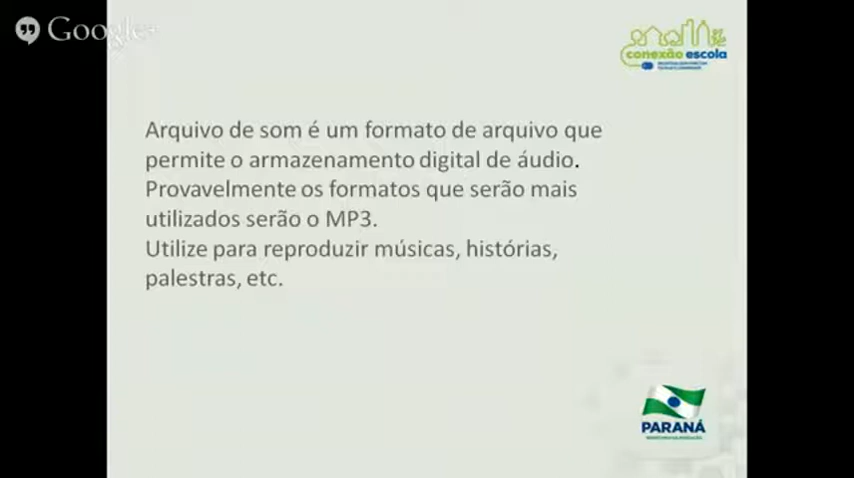 Google+
conexão escola
Arquivo de som é um formato de arquivo que
permite o armazenamento digital de áudio.
Provavelmente os formatos que serão mais
utilizados serão o MP3.
Utilize para reproduzir músicas, histórias,
palestras, etc.
PARANÁ